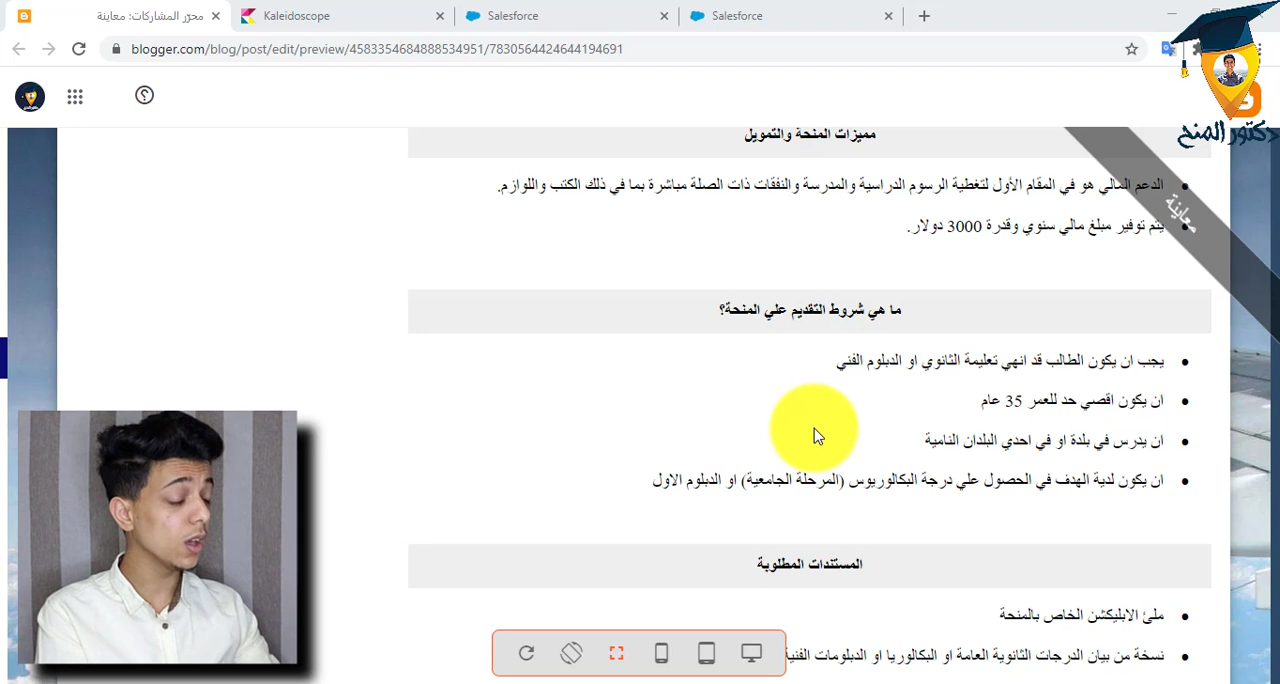 محرّر المشاركات: معاينة
Kaleidoscope
Salesforce
Salesforce
blogger.com/blog/post/edit/preview/4583354684888534951/7830564424644194691
دكتور المنح
مميزات المنحة والتمويل
الدعم المالي هو في المقام الأول لتغطية الرسوم الدراسية والمدرسة والنفقات ذات الصلة مباشرة بما في ذلك الكتب واللوازم.
يتم توفير مبلغ مالي سنوي وقدرة 3000 دولار.
معاينة
ما هي شروط التقديم علي المنحة؟
يجب ان يكون الطالب قد انهي تعليمة الثانوي او الدبلوم الفني
ان يكون اقصي حد للعمر 35 عام
ان يدرس في بلدة او في احدي البلدان النامية
ان يكون لدية الهدف في الحصول علي درجة البكالوريوس (المرحلة الجامعية) او الدبلوم الاول
المستندات المطلوبة
ملئ الابليكشن الخاص بالمنحة
نسخة من بيان الدرجات الثانوية العامة او البكالوريا او الدبلومات الفنية